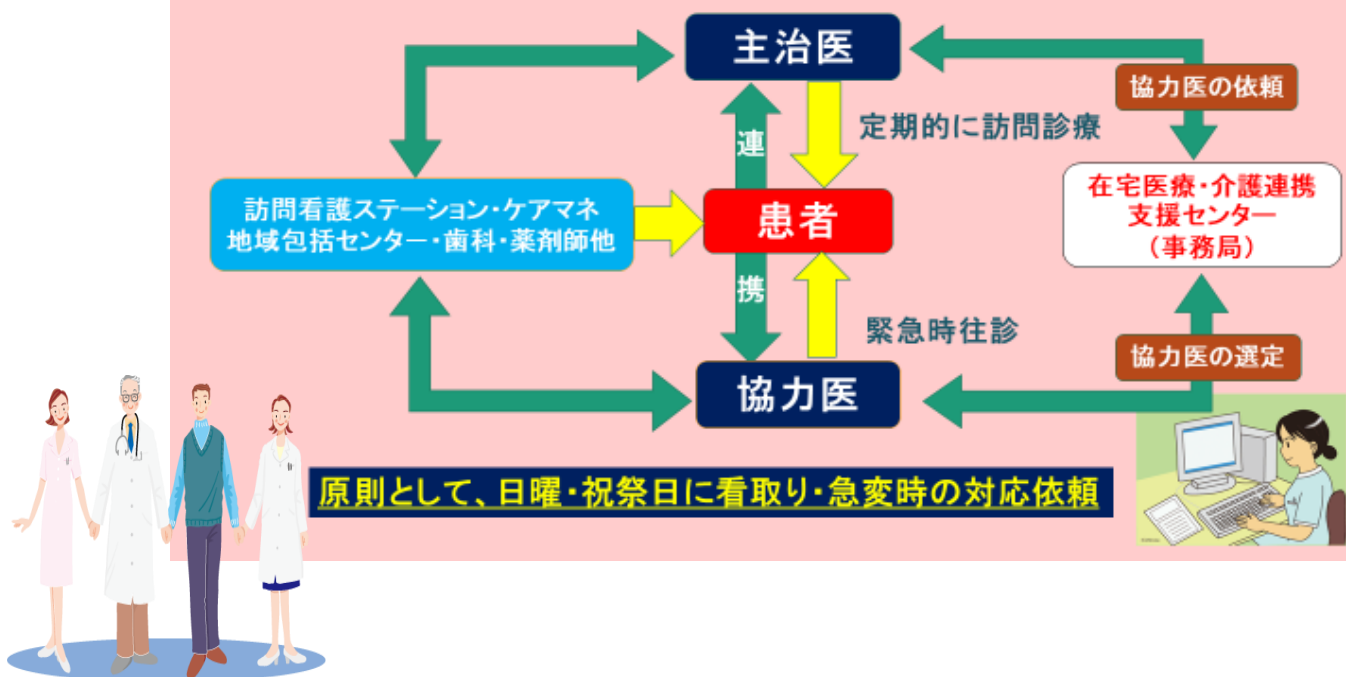 主治医
協力医の依頼
連
定期的に訪問診療
在宅医療・介護連携
支援センター
(事務局)
訪問看護ステーション・ケアマネ
地域包括センター・歯科・薬剤師他
患者
携
緊急時往診
協力医の選定
協力医
原則として、日曜・祝祭日に看取り・急変時の対応依頼